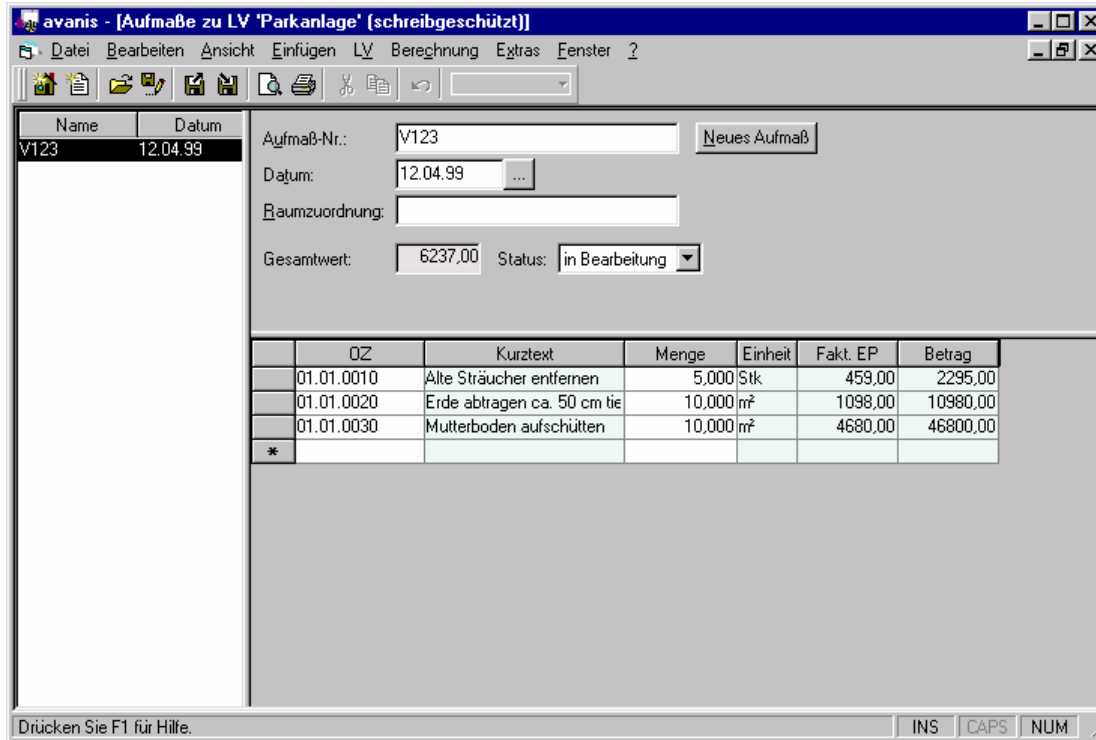 avanis - [Aufmaße zu LV 'Parkanlage' (schreibgeschützt)]
Datei Bearbeiten Ansicht Einfügen LV Berechnung Extras Fenster ?
Name Datum
V123 12.04.99
Aufmaß-Nr.: V123 Neues Aufmaß
Datum: 12.04.99 ...
Raumzuordnung:
Gesamtwert: 6237,00 Status: in Bearbeitung
OZ Kurztext Menge Einheit Fakt. EP Betrag
01.01.0010 Alte Sträucher entfernen 5,000 Stk 459,00 2295,00
01.01.0020 Erde abtragen ca. 50 cm tie 10,000 m² 1098,00 10980,00
01.01.0030 Mutterboden aufschütten 10,000 m² 4680,00 46800,00
*
Drücken Sie F1 für Hilfe. INS CAPS NUM